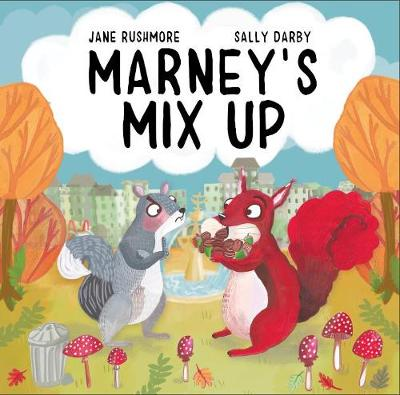 JANE RUSHMORE SALLY DARBY
MARNEY'S
MIX UP